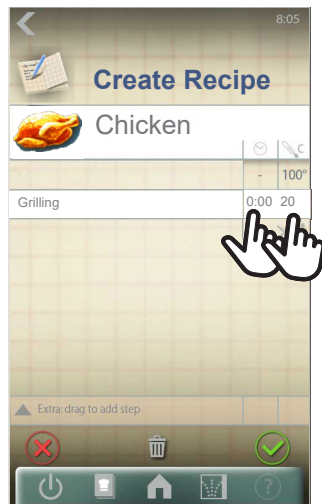 8:05
Create Recipe
Chicken
C
- 100°
Grilling 0:00 20
Extra: drag to add step
?